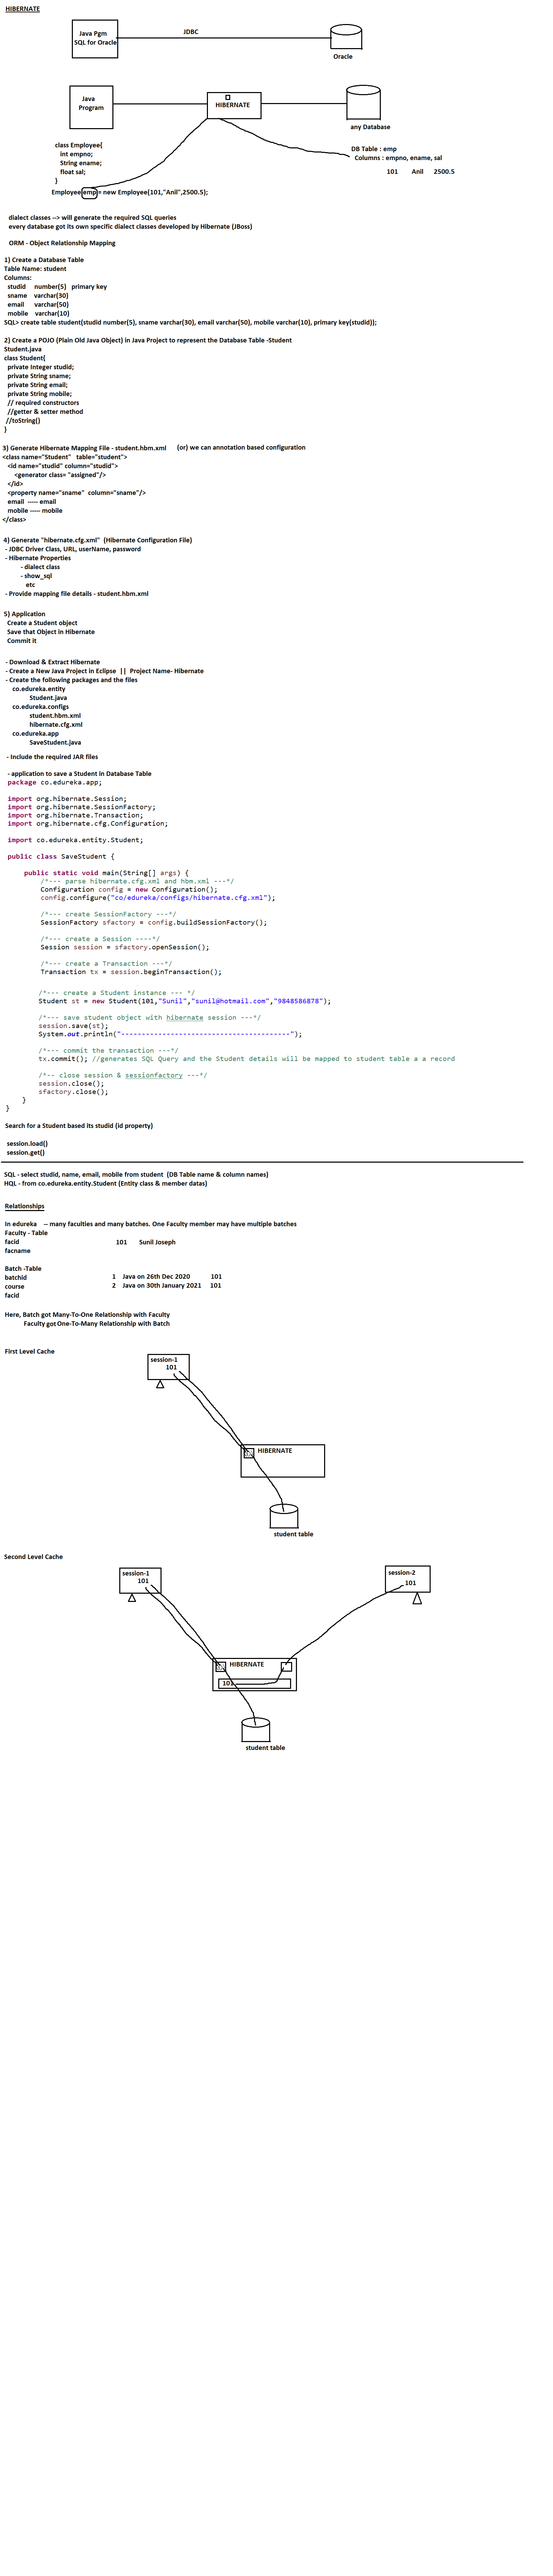 HIBERNATE
Java Pgm
SQL for Oracle
JDBC
Oracle
Java
Program
HIBERNATE
any Database
class Employee{
int empno;
String ename;
float sal;
}
Employee emp = new Employee(101,"Anil",2500.5);
DB Table : emp
Columns : empno, ename, sal
101 Anil 2500.5
dialect classes --> will generate the required SQL queries
every database got its own specific dialect classes developed by Hibernate (JBoss)
ORM - Object Relationship Mapping
1) Create a Database Table
Table Name: student
Columns:
studid number(5) primary key
sname varchar(30)
email varchar(50)
mobile varchar(10)
SQL> create table student(studid number(5), sname varchar(30), email varchar(50), mobile varchar(10), primary key(studid));
2) Create a POJO (Plain Old Java Object) in Java Project to represent the Database Table -Student
Student.java
class Student{
private Integer studid;
private String sname;
private String email;
private String mobile;
// required constructors
//getter & setter method
//toString()
}
3) Generate Hibernate Mapping File - student.hbm.xml (or) we can annotation based configuration
<class name="Student" table="student">
<id name="studid" column="studid">
<generator class= "assigned"/>
</id>
<property name="sname" column="sname"/>
email ----- email
mobile ----- mobile
</class>
4) Generate "hibernate.cfg.xml" (Hibernate Configuration File)
- JDBC Driver Class, URL, userName, password
- Hibernate Properties
- dialect class
- show_sql
etc
- Provide mapping file details - student.hbm.xml
5) Application
Create a Student object
Save that Object in Hibernate
Commit it
- Download & Extract Hibernate
- Create a New Java Project in Eclipse || Project Name- Hibernate
- Create the following packages and the files
co.edureka.entity
Student.java
co.edureka.configs
student.hbm.xml
hibernate.cfg.xml
co.edureka.app
SaveStudent.java
- Include the required JAR files
- application to save a Student in Database Table
package co.edureka.app;
import org.hibernate.Session;
import org.hibernate.SessionFactory;
import org.hibernate.Transaction;
import org.hibernate.cfg.Configuration;
import co.edureka.entity.Student;
public class SaveStudent {
public static void main(String[] args) {
/*--- parse hibernate.cfg.xml and hbm.xml ---*/
Configuration config = new Configuration();
config.configure("co/edureka/configs/hibernate.cfg.xml");
/*--- create SessionFactory ---*/
SessionFactory sfactory = config.buildSessionFactory();
/*--- create a Session ----*/
Session session = sfactory.openSession();
/*--- create a Transaction ---*/
Transaction tx = session.beginTransaction();
/*--- create a Student instance --- */
Student st = new Student(101,"Sunil","sunil@hotmail.com","9848586878");
/*--- save student object with hibernate session ---*/
session.save(st);
System.out.println("-----------------------------------------");
/*--- commit the transaction ---*/
tx.commit(); //generates SQL Query and the Student details will be mapped to student table a a record
/*-- close session & sessionfactory ---*/
session.close();
sfactory.close();
}
}
Search for a Student based its studid (id property)
session.load()
session.get()
SQL - select studid, name, email, mobile from student (DB Table name & column names)
HQL - from co.edureka.entity.Student (Entity class & member datas)
Relationships
In edureka -- many faculties and many batches. One Faculty member may have multiple batches
Faculty - Table
facid 101 Sunil Joseph
facname
Batch -Table
batchid 1 Java on 26th Dec 2020 101
course 2 Java on 30th January 2021 101
facid
Here, Batch got Many-To-One Relationship with Faculty
Faculty got One-To-Many Relationship with Batch
First Level Cache
session-1
101
HIBERNATE
student table
Second Level Cache
session-1
101
session-2
101
HIBERNATE
101
student table